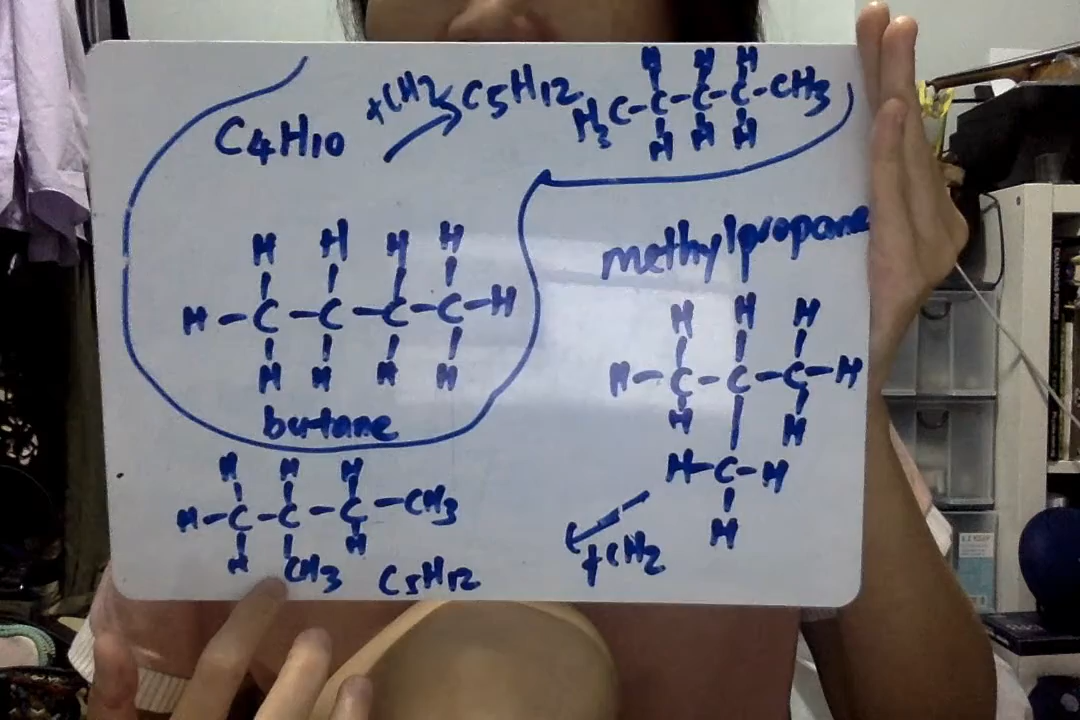 C4H10 +CH2 C5H12
H H H
H3C-C-C-C-CH3
H H H
H H H H
H-C-C-C-C-H
H H H H
butane
methylpropane
H H H
H-C-C-C-H
H H
H-C-H
H
+CH2
H H H
H-C-C-C-CH3
H CH3 H
C5H12